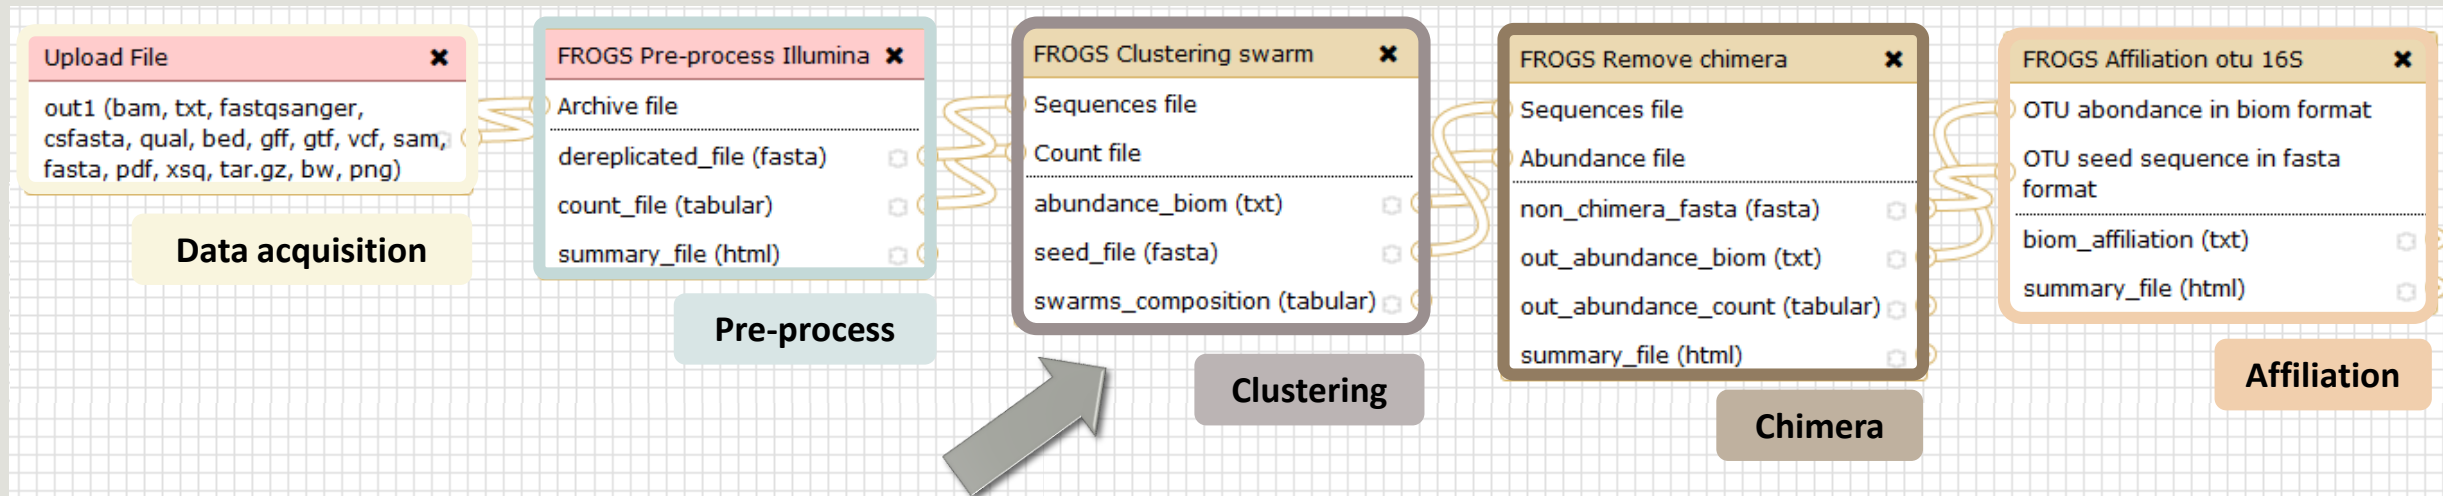 Upload File
out1 (bam, txt, fastqsanger,
csfasta, qual, bed, gff, gtf, vcf, sam,
fasta, pdf, xsq, tar.gz, bw, png)
Data acquisition
FROGS Pre-process Illumina
Archive file
dereplicated_file (fasta)
count_file (tabular)
summary_file (html)
Pre-process
FROGS Clustering swarm
Sequences file
Count file
abundance_biom (txt)
seed_file (fasta)
swarms_composition (tabular)
Clustering
FROGS Remove chimera
Sequences file
Abundance file
non_chimera_fasta (fasta)
out_abundance_biom (txt)
out_abundance_count (tabular)
summary_file (html)
Chimera
FROGS Affiliation otu 16S
OTU abondance in biom format
OTU seed sequence in fasta
format
biom_affiliation (txt)
summary_file (html)
Affiliation